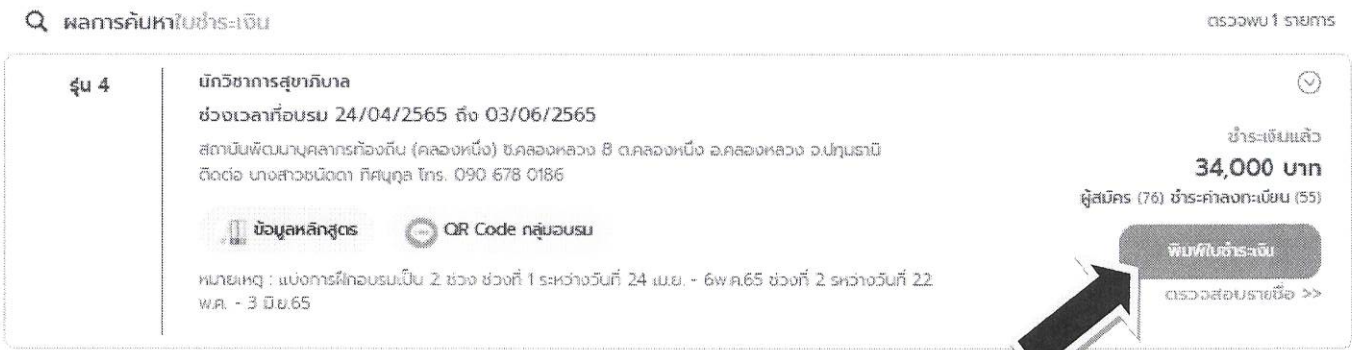 ผลการค้นหาใบชำระเงิน
ตรวจพบ 1 รายการ
รุ่น 4
นักวิชาการสุขาภิบาล
ช่วงเวลาที่อบรม 24/04/2565 ถึง 03/06/2565
สถาบันพัฒนาบุคลากรท้องถิ่น (คลองหนึ่ง) ซ.คลองหลวง 8 ต.คลองหนึ่ง อ.คลองหลวง จ.ปทุมธานี
ติดต่อ นางสาวชนัดดา ทิศนุกูล โทร. 090 678 0186
ชำระเงินแล้ว
34,000 บาท
ผู้สมัคร (76) ชำระค่าลงทะเบียน (55)
ข้อมูลหลักสูตร
QR Code กลุ่มอบรม
พิมพ์ใบชำระเงิน
ตรวจสอบรายชื่อ >>
หมายเหตุ : แบ่งการฝึกอบรมเป็น 2 ช่วง ช่วงที่ 1 ระหว่างวันที่ 24 เม.ย. - 6พ.ค.65 ช่วงที่ 2 รหว่างวันที่ 22
พ.ค. - 3 มิ.ย.65